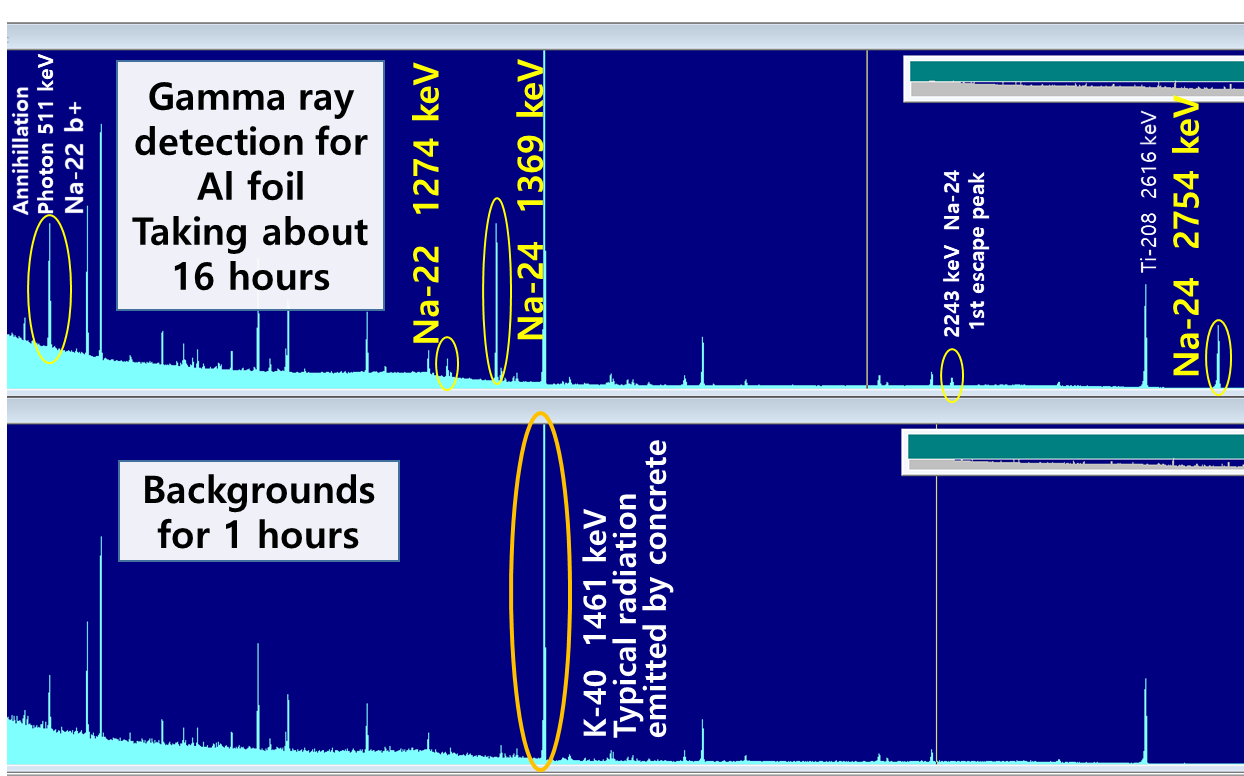 Annihillation
Photon 511 keV
Na-22 b+
Gamma ray
detection for
Al foil
Taking about
16 hours
Na-22 1274 keV
Na-24 1369 keV
2243 keV Na-24
1st escape peak
Ti-208 2616 keV
Na-24 2754 keV
Backgrounds
for 1 hours
K-40 1461 keV
Typical radiation
emitted by concrete